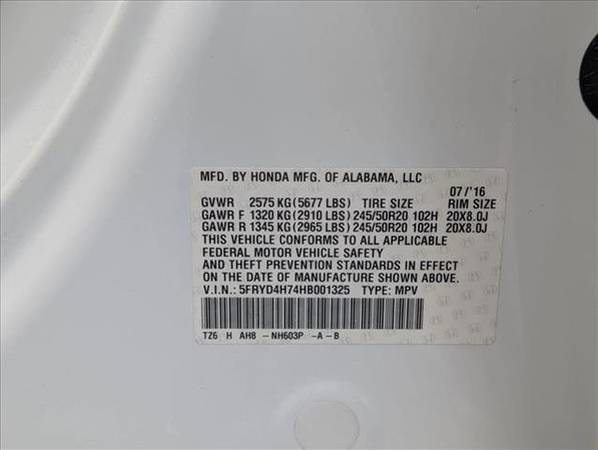 MFD. BY HONDA MFG. OF ALABAMA, LLC
07/'16
GVWR 2575 KG(5677 LBS) TIRE SIZE RIM SIZE
GAWR F 1320 KG(2910 LBS) 245/50R20 102H 20X8.0J
GAWR R 1345 KG(2965 LBS) 245/50R20 102H 20X8.0J
THIS VEHICLE CONFORMS TO ALL APPLICABLE
FEDERAL MOTOR VEHICLE SAFETY
AND THEFT PREVENTION STANDARDS IN EFFECT
ON THE DATE OF MANUFACTURE SHOWN ABOVE.
V.I.N.: 5FRYD4H74HB001325 TYPE: MPV
TZ6 H AH8 -NH603P -A-B